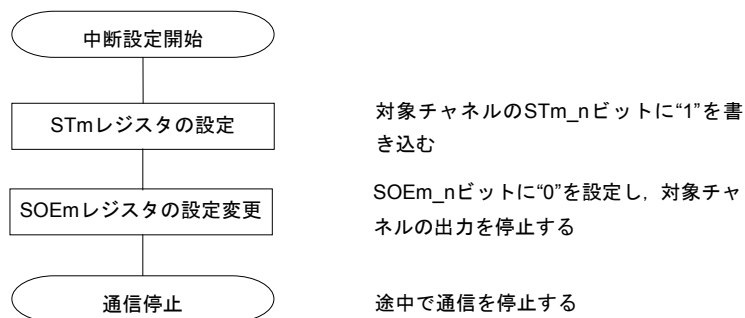 中断設定開始
STmレジスタの設定
対象チャネルのSTm_nビットに“1”を書
き込む
SOEmレジスタの設定変更
SOEm_nビットに“0”を設定し，対象チャ
ネルの出力を停止する
通信停止
途中で通信を停止する